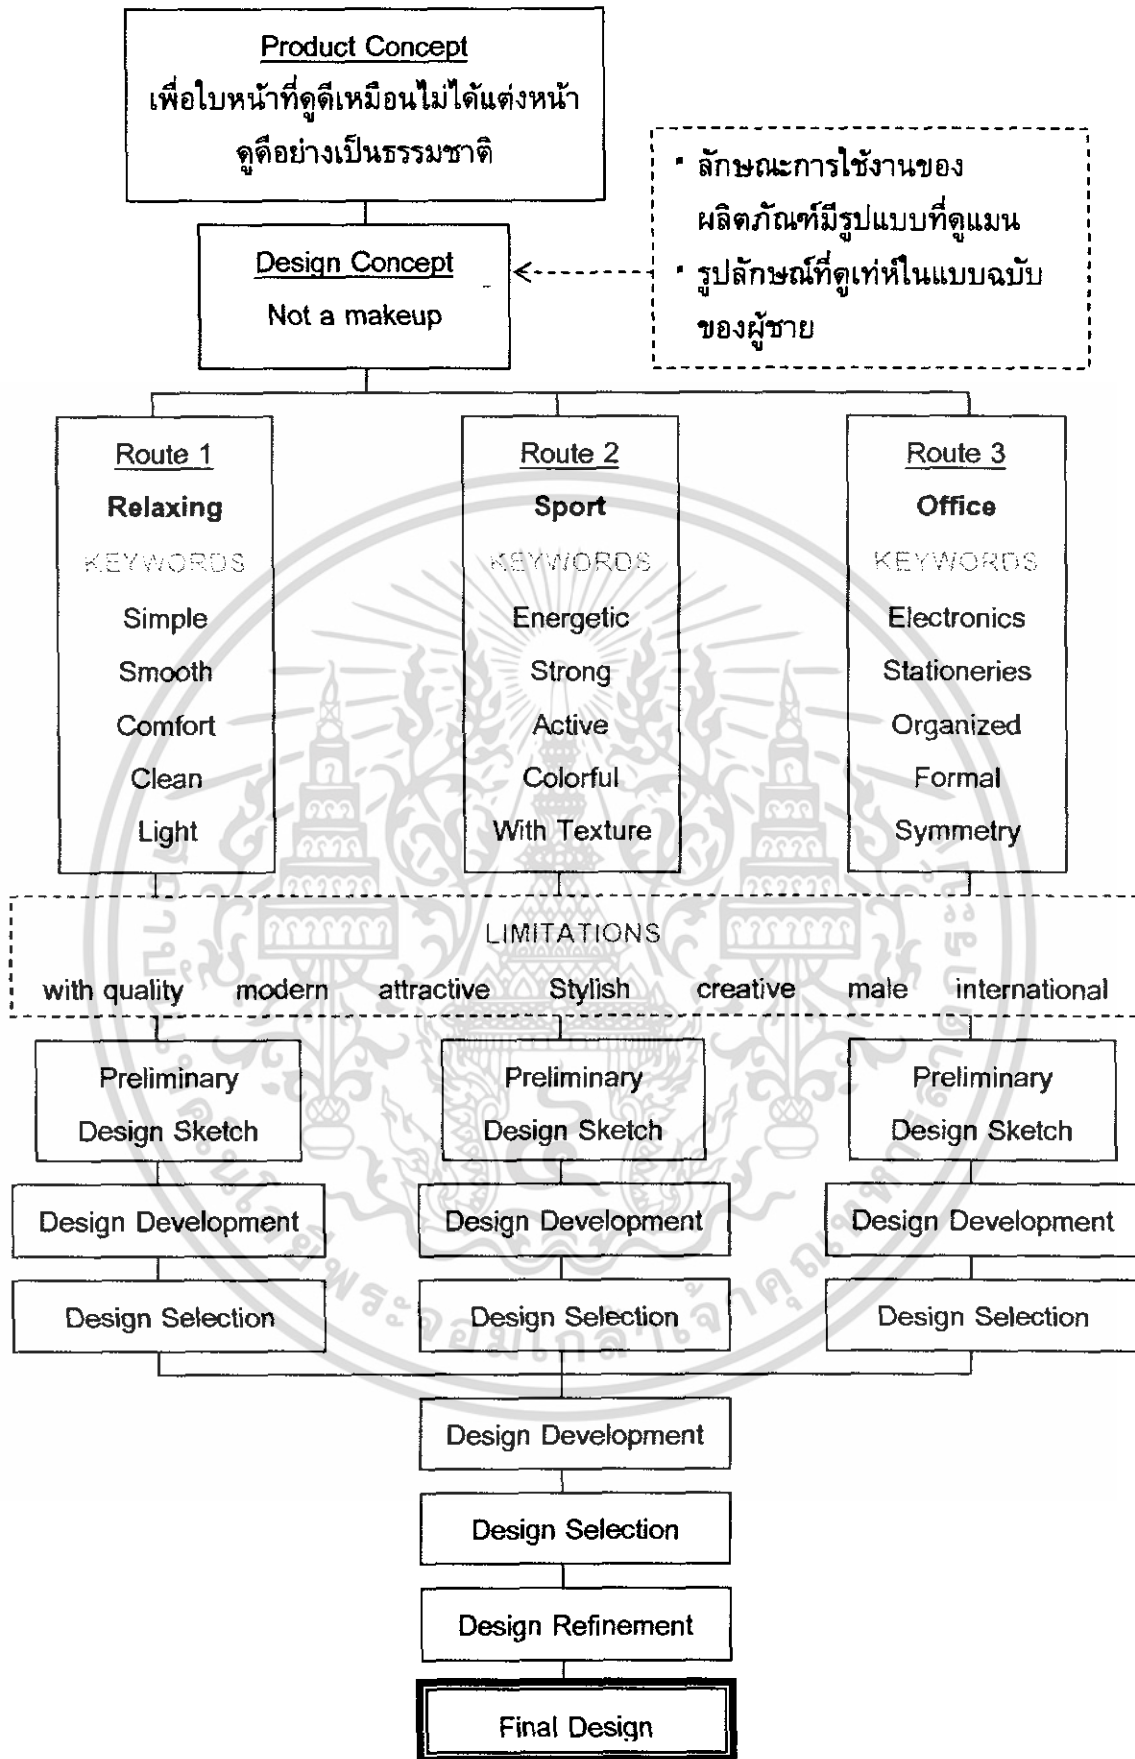 Product Concept
เพื่อใบหน้าที่ดูดีเหมือนไม่ได้แต่งหน้า
ดูดีอย่างเป็นธรรมชาติ
Design Concept
Not a makeup
▪ ลักษณะการใช้งานของ
ผลิตภัณฑ์มีรูปแบบที่ดูแมน
▪ รูปลักษณ์ที่ดูเท่ห์ในแบบฉบับ
ของผู้ชาย
Route 1
Relaxing
KEYWORDS
Simple
Smooth
Comfort
Clean
Light
Route 2
Sport
KEYWORDS
Energetic
Strong
Active
Colorful
With Texture
Route 3
Office
KEYWORDS
Electronics
Stationeries
Organized
Formal
Symmetry
LIMITATIONS
with quality modern attractive Stylish creative male international
Preliminary
Design Sketch
Preliminary
Design Sketch
Preliminary
Design Sketch
Design Development
Design Development
Design Development
Design Selection
Design Selection
Design Selection
Design Development
Design Selection
Design Refinement
Final Design